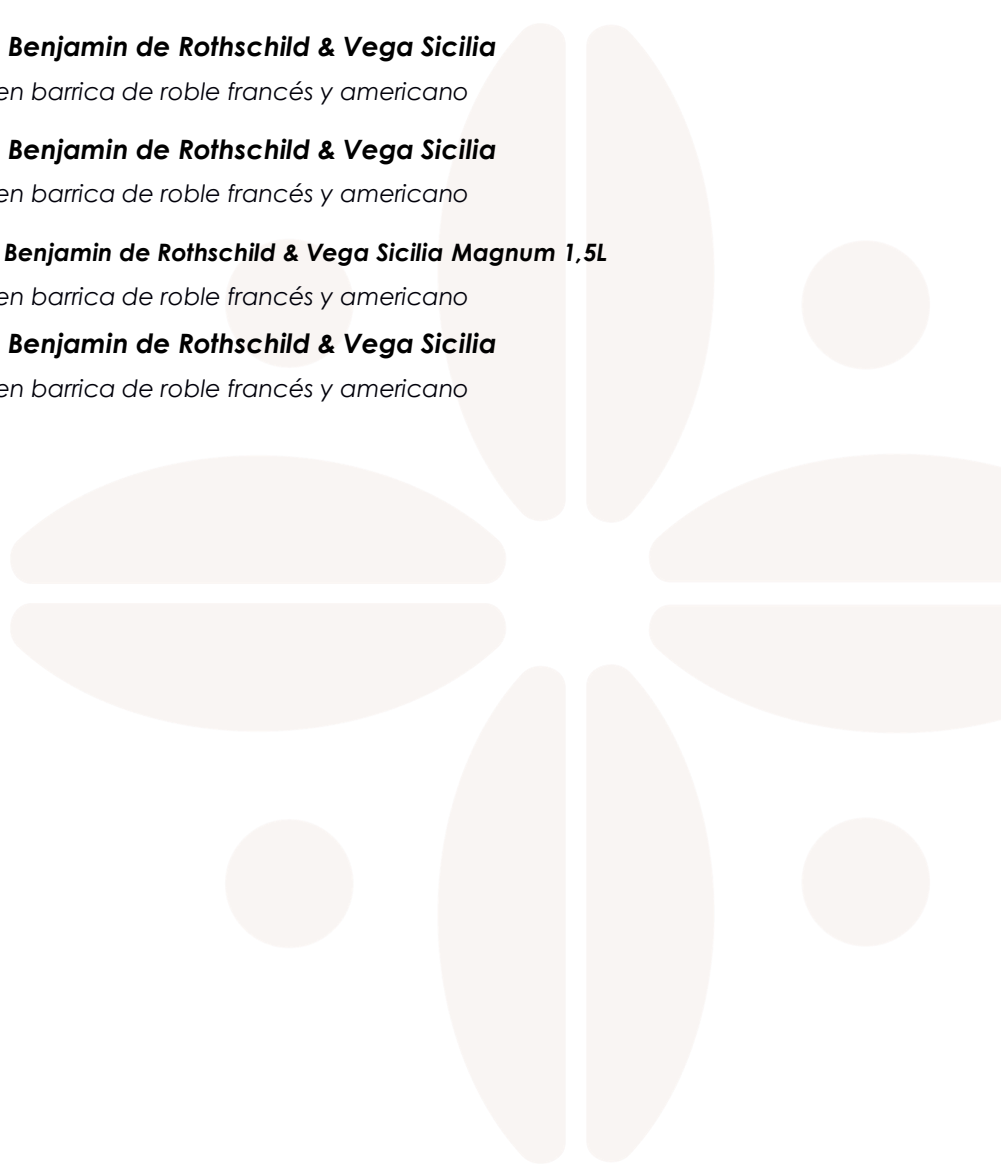 Benjamin de Rothschild & Vega Sicilia
en barrica de roble francés y americano
Benjamin de Rothschild & Vega Sicilia
en barrica de roble francés y americano
Benjamin de Rothschild & Vega Sicilia Magnum 1,5L
en barrica de roble francés y americano
Benjamin de Rothschild & Vega Sicilia
en barrica de roble francés y americano